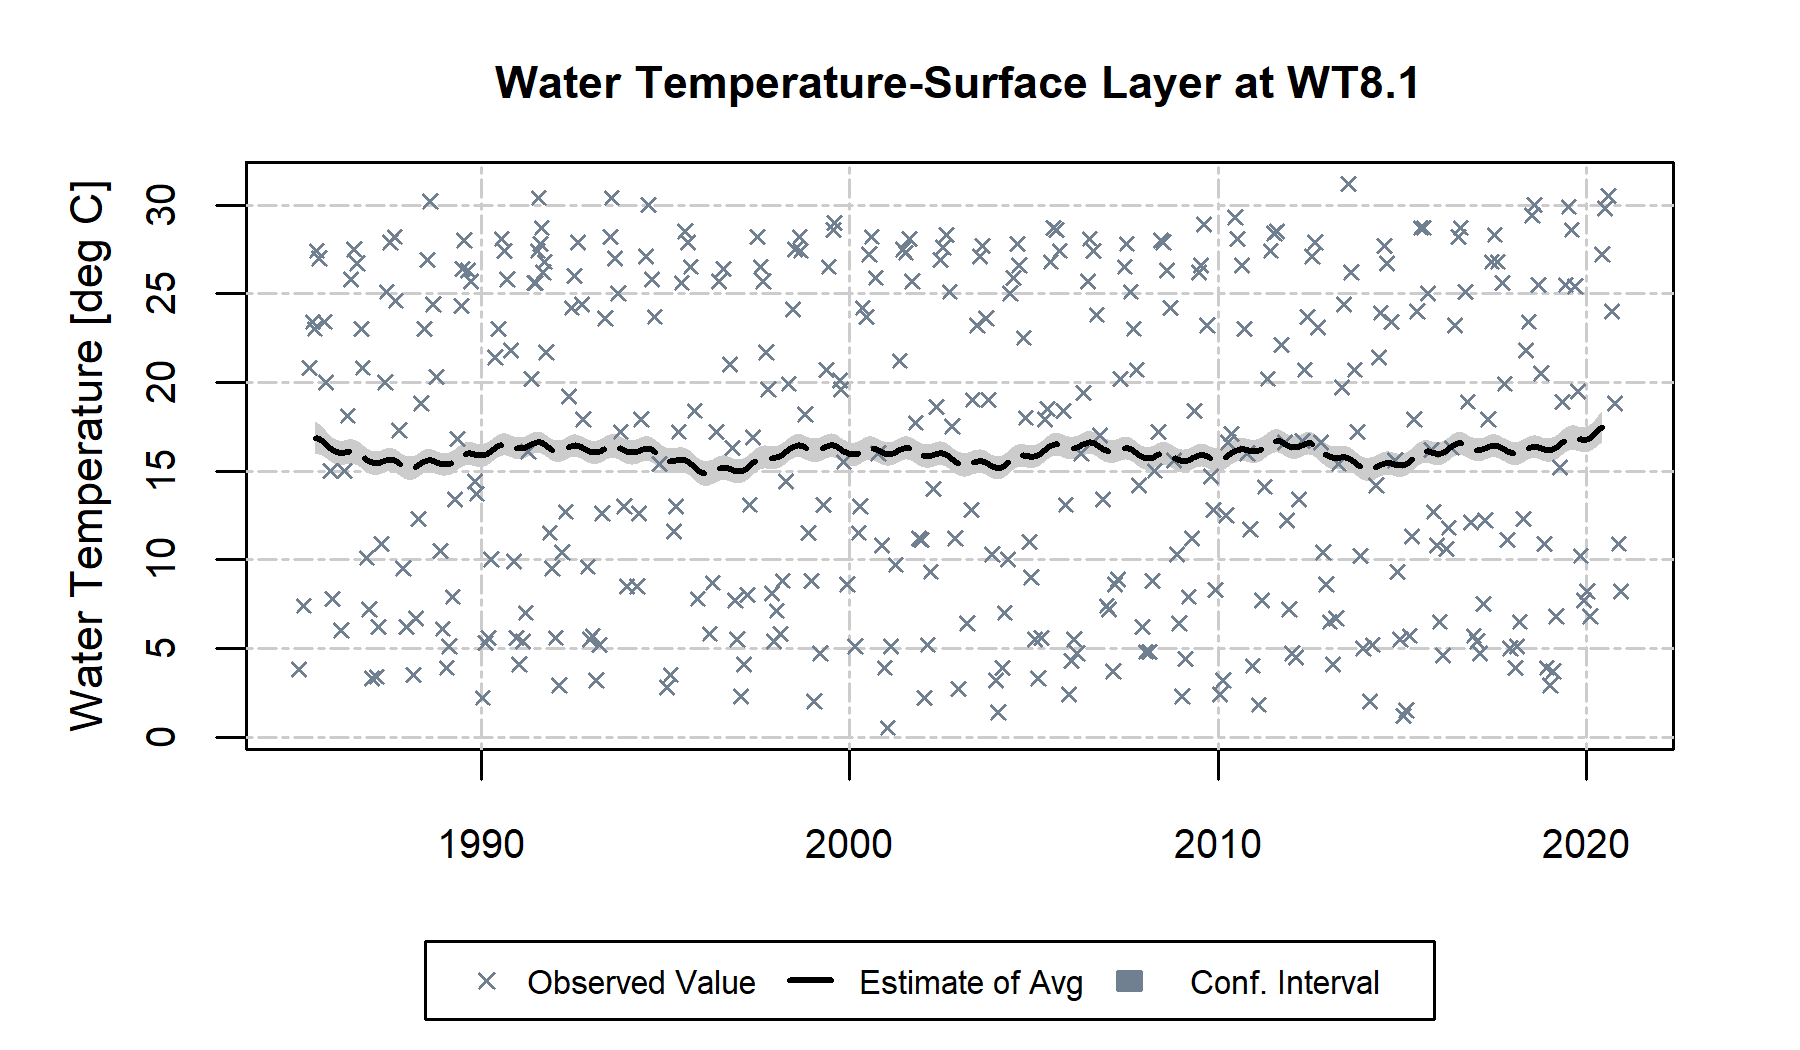 Water Temperature-Surface Layer at WT8.1
Water Temperature [deg C]
30
25
20
15
10
5
0
1990 2000 2010 2020
Observed Value Estimate of Avg Conf. Interval